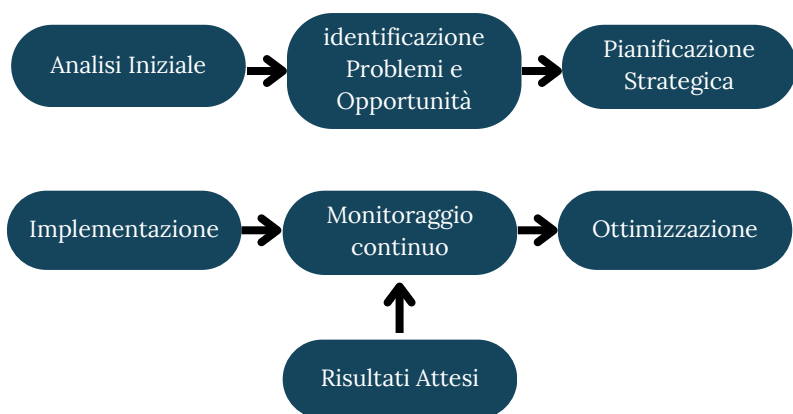 Analisi Iniziale
identificazione
Problemi e
Opportunità
Pianificazione
Strategica
Implementazione
Monitoraggio
continuo
Ottimizzazione
Risultati Attesi